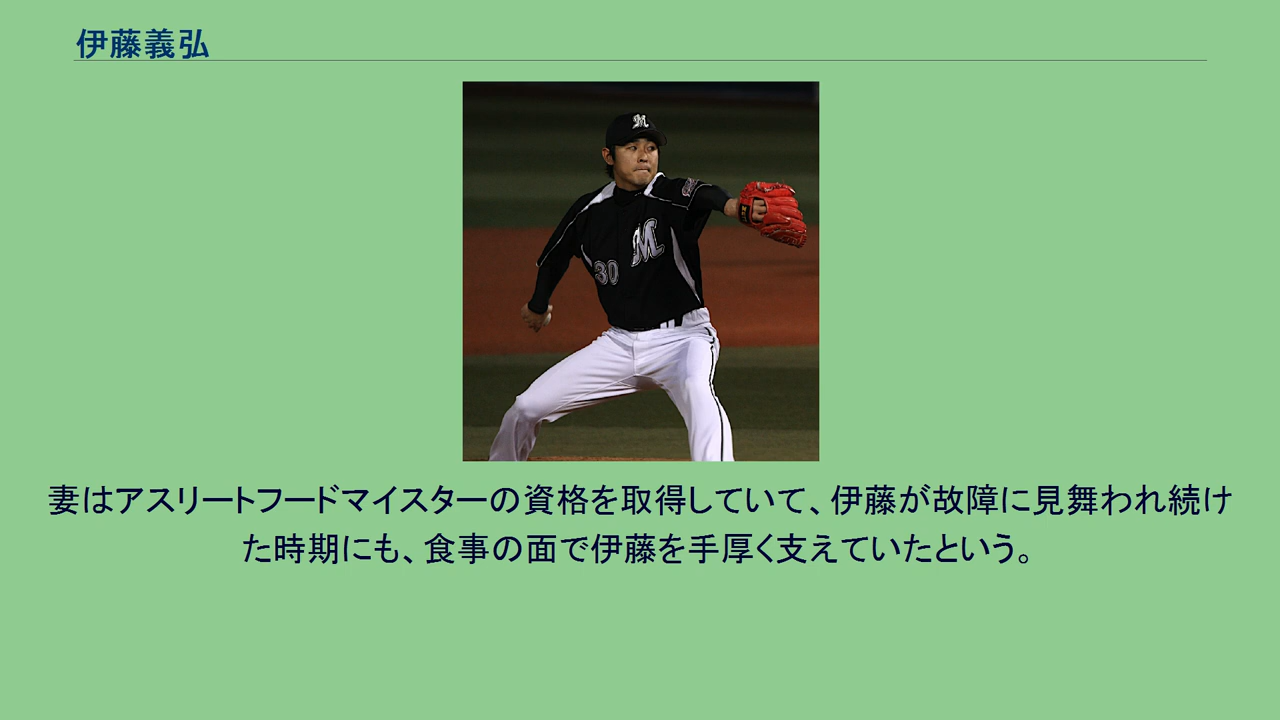 伊藤義弘
M
M
30
妻はアスリートフードマイスターの資格を取得していて、伊藤が故障に見舞われ続け
た時期にも、食事の面で伊藤を手厚く支えていたという。